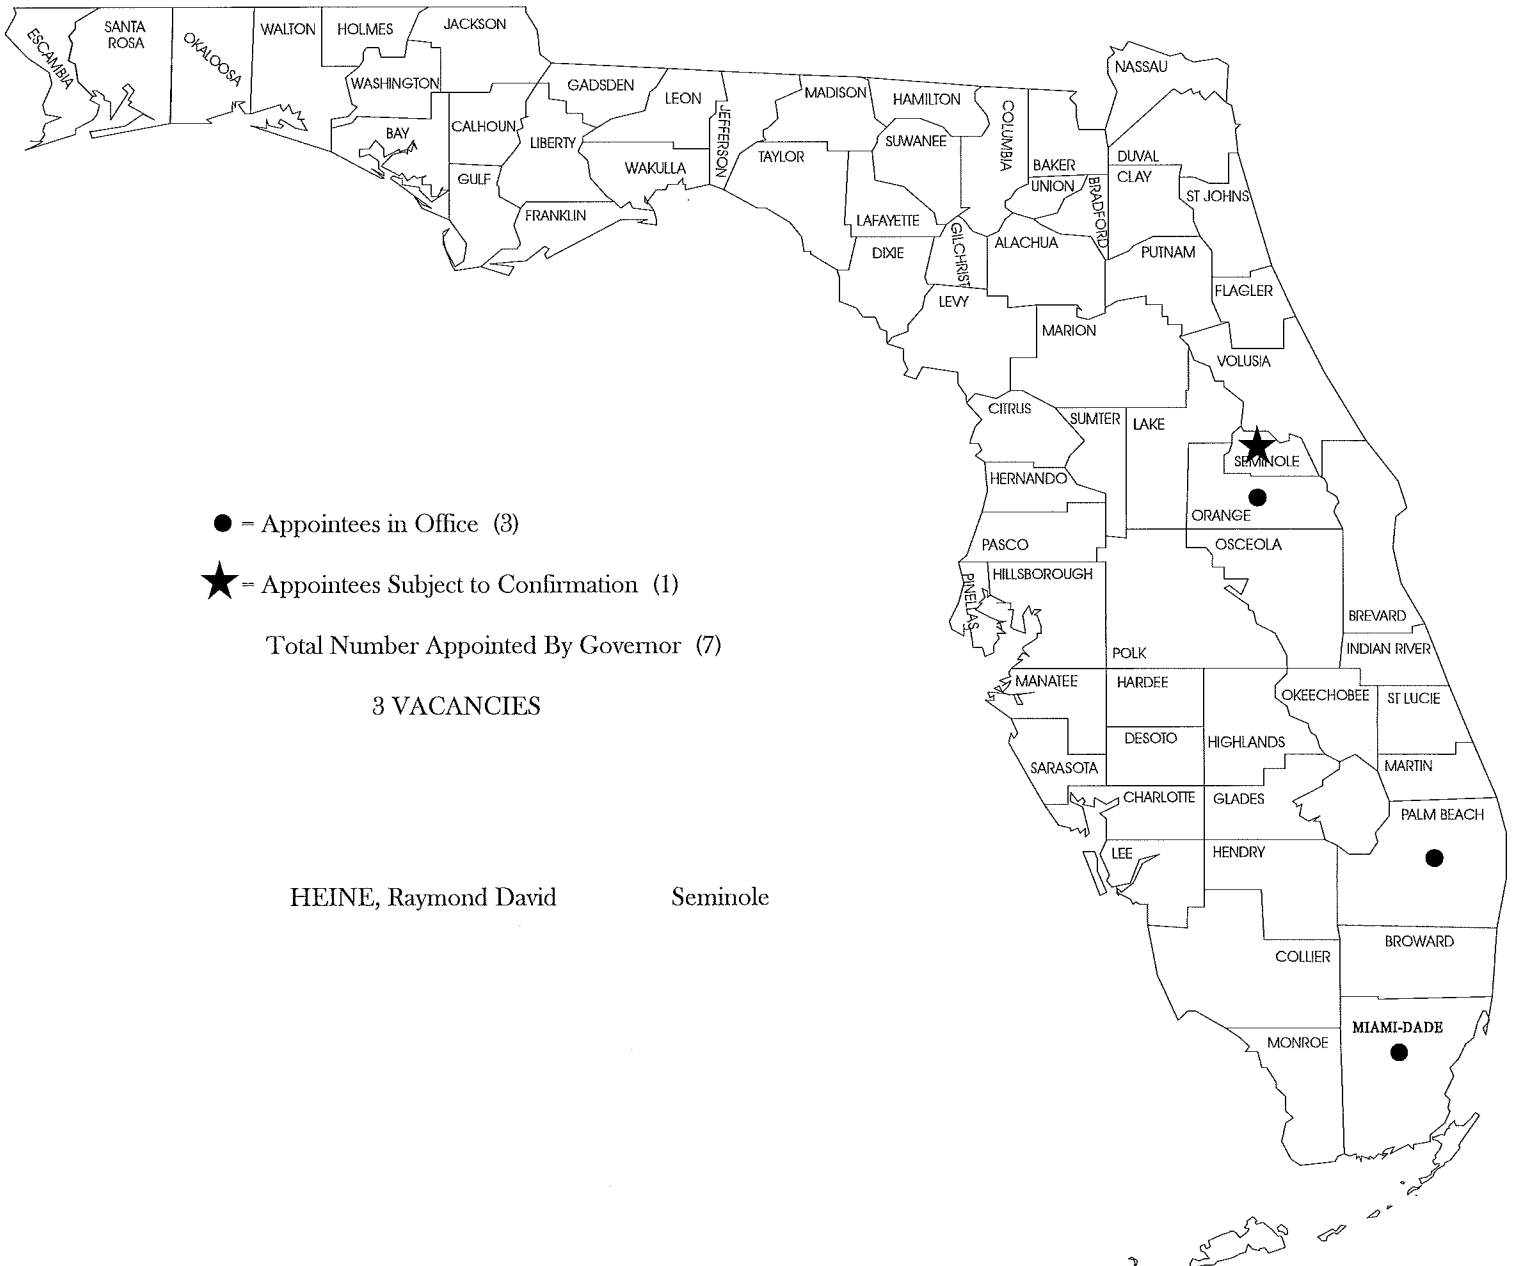 ESCAMBIA
SANTA
ROSA
OKALOOSA
WALTON
HOLMES
JACKSON
WASHINGTON
BAY
CALHOUN
GULF
GADSDEN
LIBERTY
FRANKLIN
LEON
WAKULLA
JEFFERSON
MADISON
TAYLOR
HAMILTON
SUWANEE
LAFAYETTE
DIXIE
COLUMBIA
GILCHRIST
BAKER
UNION
BRADFORD
ALACHUA
LEVY
NASSAU
DUVAL
CLAY
ST JOHNS
PUTNAM
FLAGLER
MARION
VOLUSIA
CITRUS
SUMTER
LAKE
SEMINOLE
HERNANDO
ORANGE
PASCO
OSCEOLA
PINELLAS
HILLSBOROUGH
POLK
BREVARD
INDIAN RIVER
MANATEE
HARDEE
OKEECHOBEE
ST LUCIE
DESOTO
HIGHLANDS
SARASOTA
MARTIN
CHARLOTTE
GLADES
PALM BEACH
LEE
HENDRY
BROWARD
COLLIER
MIAMI-DADE
MONROE
= Appointees in Office (3)
= Appointees Subject to Confirmation (1)
Total Number Appointed By Governor (7)
3 VACANCIES
HEINE, Raymond David Seminole